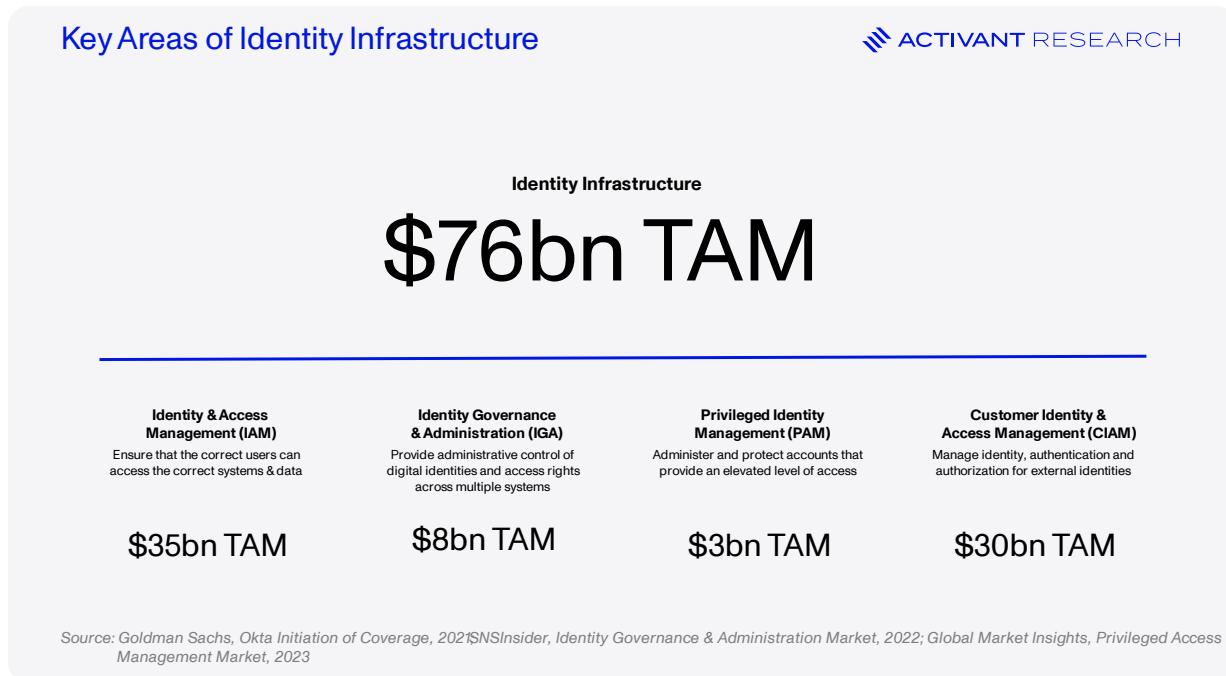 Key Areas of Identity Infrastructure
ACTIVANT RESEARCH
Identity Infrastructure
$76bn TAM
Identity & Access
Management (IAM)
Ensure that the correct users can
access the correct systems & data
$35bn TAM
Identity Governance
& Administration (IGA)
Provide administrative control of
digital identities and access rights
across multiple systems
$8bn TAM
Privileged Identity
Management (PAM)
Administer and protect accounts that
provide an elevated level of access
$3bn TAM
Customer Identity &
Access Management (CIAM)
Manage identity, authentication and
authorization for external identities
$30bn TAM
Source: Goldman Sachs, Okta Initiation of Coverage, 2021;SNSInsider, Identity Governance & Administration Market, 2022; Global Market Insights, Privileged Access
Management Market, 2023